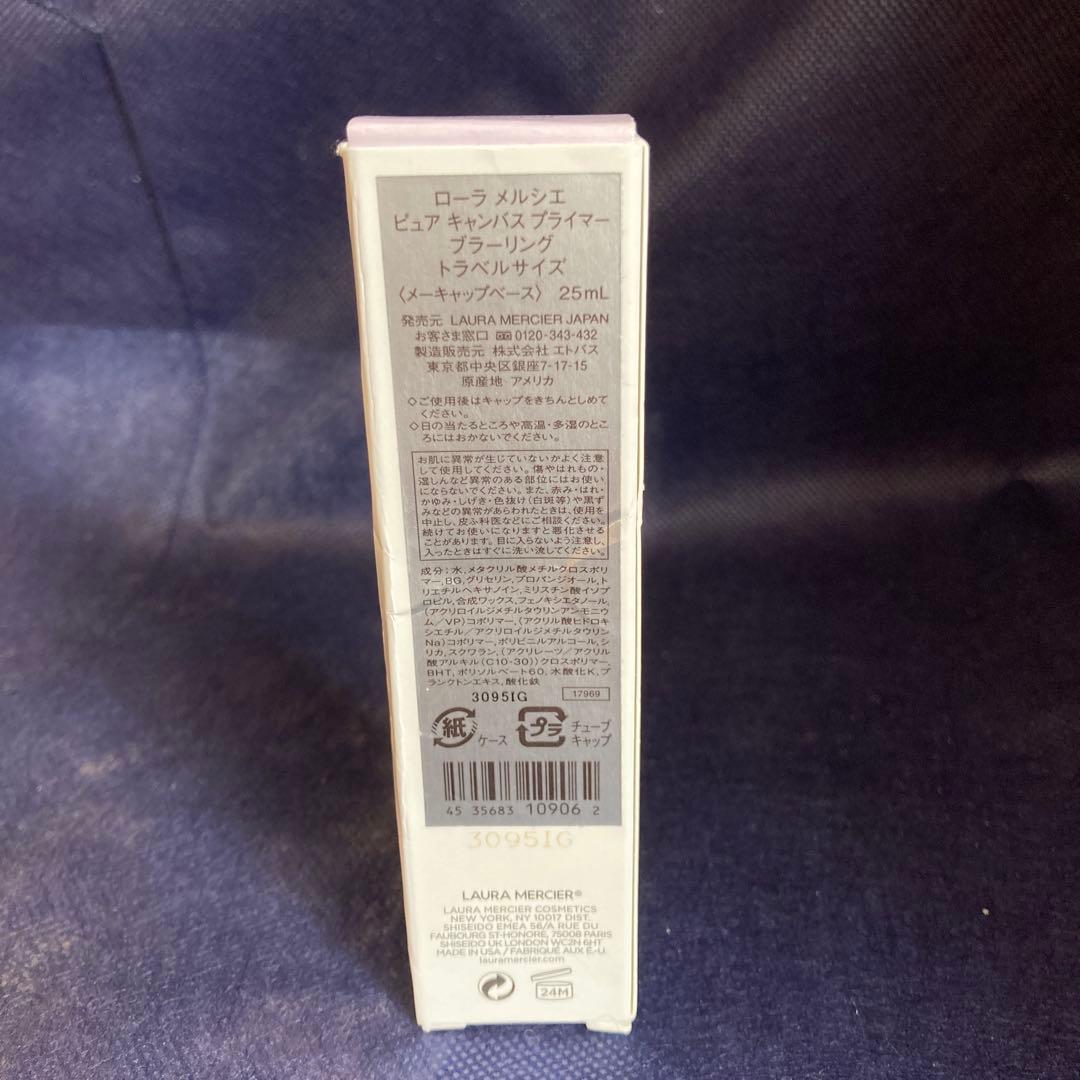 ローラ メルシエ
ピュア キャンバス プライマー
ブラーリング
トラベルサイズ
〈メーキャップベース〉 25mL
発売元 LAURA MERCIER JAPAN
お客さま窓口 0120-343-432
製造販売元 株式会社 エトバス
東京都中央区銀座7-17-15
原産地 アメリカ
◇ご使用後はキャップをきちんとしめて
ください。
◇日の当たるところや高温・多湿のとこ
ろにはおかないでください。
お肌に異常が生じていないかよく注意
して使用してください。傷やはれもの・
湿しんなど異常のある部位にはお使い
にならないでください。また、赤み・はれ・
かゆみ・しげき・色抜け(白斑等)や黒ず
みなどの異常があらわれたときは、使用を
中止し、皮ふ科医などにご相談ください。
続けてお使いになりますと悪化させる
ことがあります。目に入らないよう注意し、
入ったときはすぐに洗い流してください。
成分:水,メタクリル酸メチルクロスポリ
マー,BG,グリセリン,プロパンジオール,ト
リエチルヘキサノイン,ミリスチン酸イソプ
ロピル,合成ワックス,フェノキシエタノール,
(アクリロイルジメチルタウリンアンモニウ
ム/VP)コポリマー,(アクリル酸ヒドロキ
シエチル/アクリロイルジメチルタウリン
Na)コポリマー,ポリビニルアルコール,シ
リカ,スクワラン,(アクリレーツ/アクリル
酸アルキル(C10-30))クロスポリマー,
BHT,ポリソルベート60,水酸化K,プ
ランクトンエキス,酸化鉄
3095IG 17969
紙 ケース プラ チューブ
キャップ
45 35683 10906 2
3095IG
LAURA MERCIER®
LAURA MERCIER COSMETICS
NEW YORK, NY 10017 DIST.
SHISEIDO EMEA 56/A RUE DU
FAUBOURG ST-HONORE, 75008 PARIS
SHISEIDO UK LONDON WC2N 6HT
MADE IN USA / FABRIQUÉ AUX É.-U.
lauramercier.com
24M